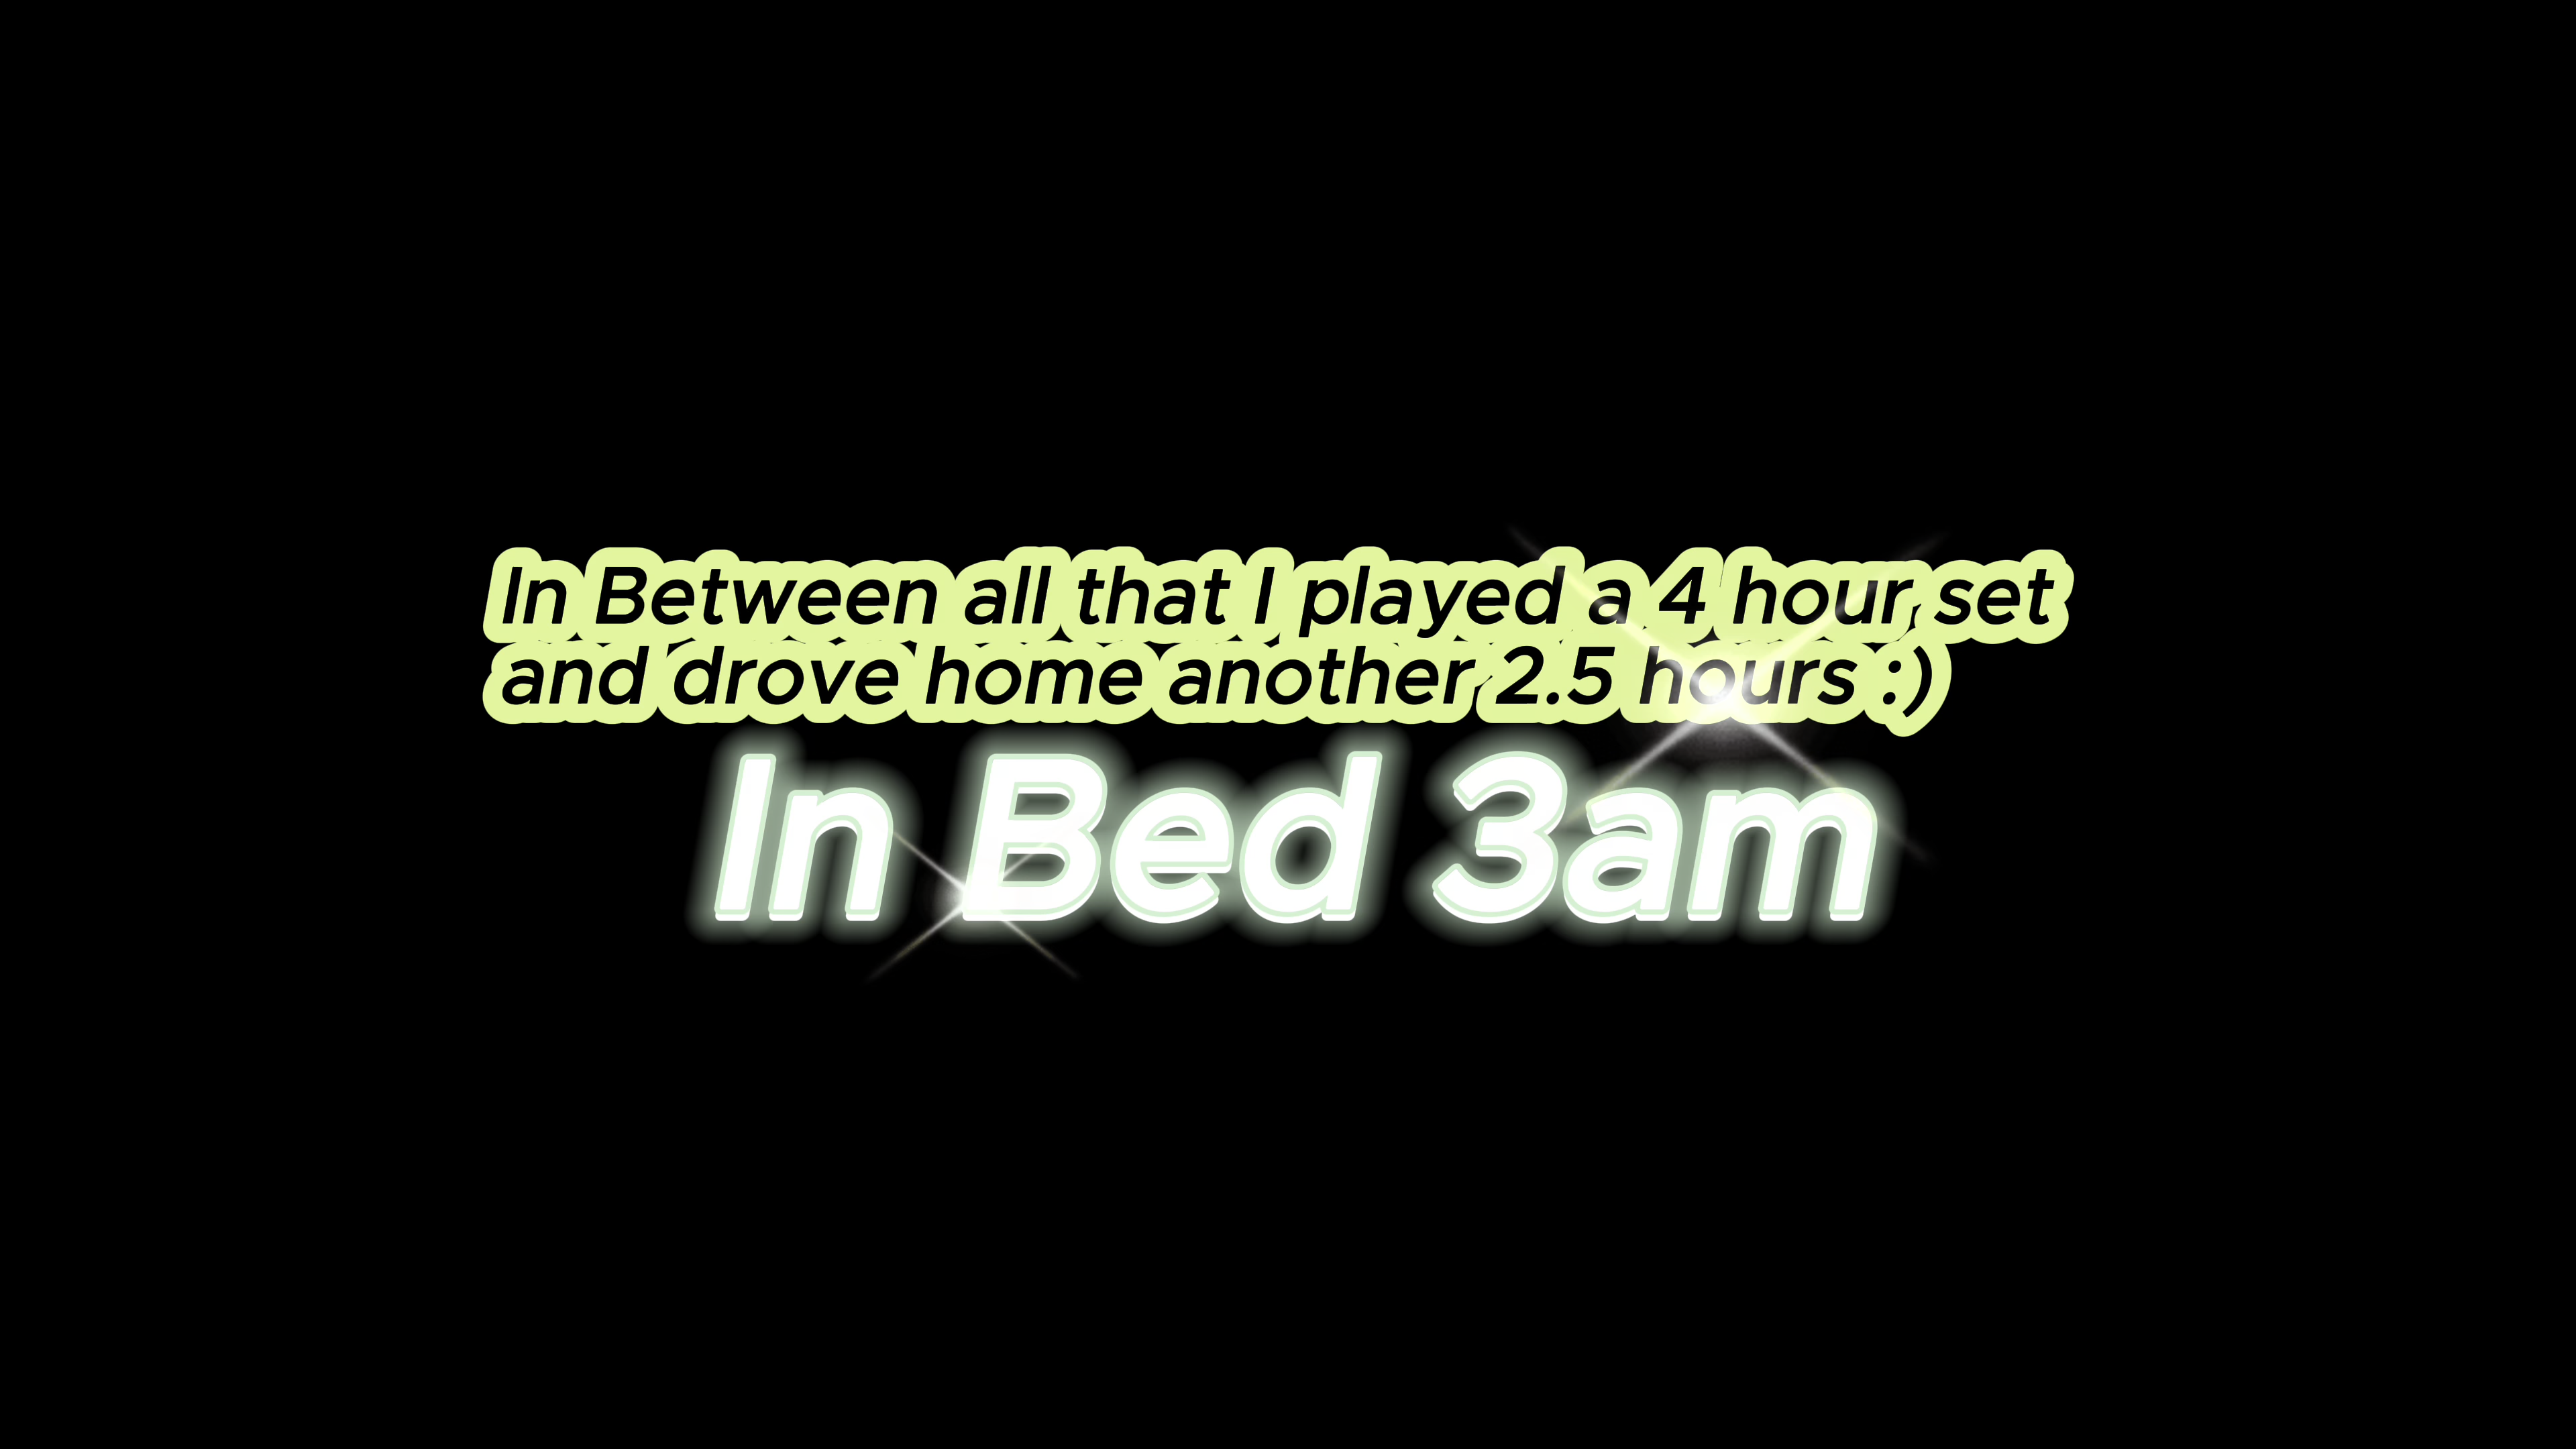 In Between all that I played a 4 hour set
and drove home another 2.5 hours :)
In Bed 3am